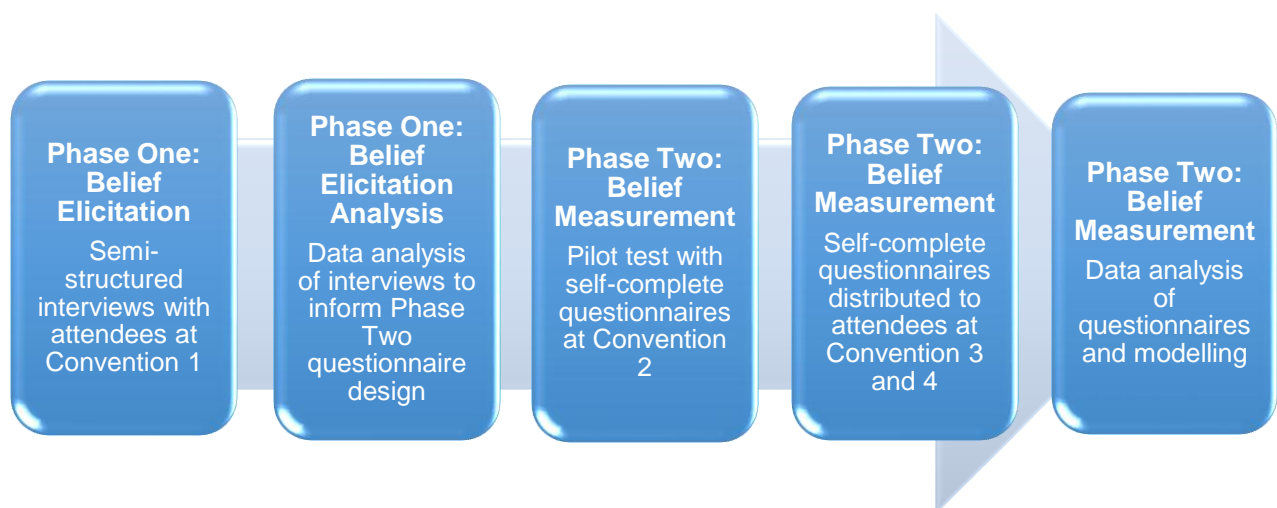 Phase One:
Belief
Elicitation
Semi-
structured
interviews with
attendees at
Convention 1
Phase One:
Belief
Elicitation
Analysis
Data analysis
of interviews to
inform Phase
Two
questionnaire
design
Phase Two:
Belief
Measurement
Pilot test with
self-complete
questionnaires
at Convention
2
Phase Two:
Belief
Measurement
Self-complete
questionnaires
distributed to
attendees at
Convention 3
and 4
Phase Two:
Belief
Measurement
Data analysis
of
questionnaires
and modelling